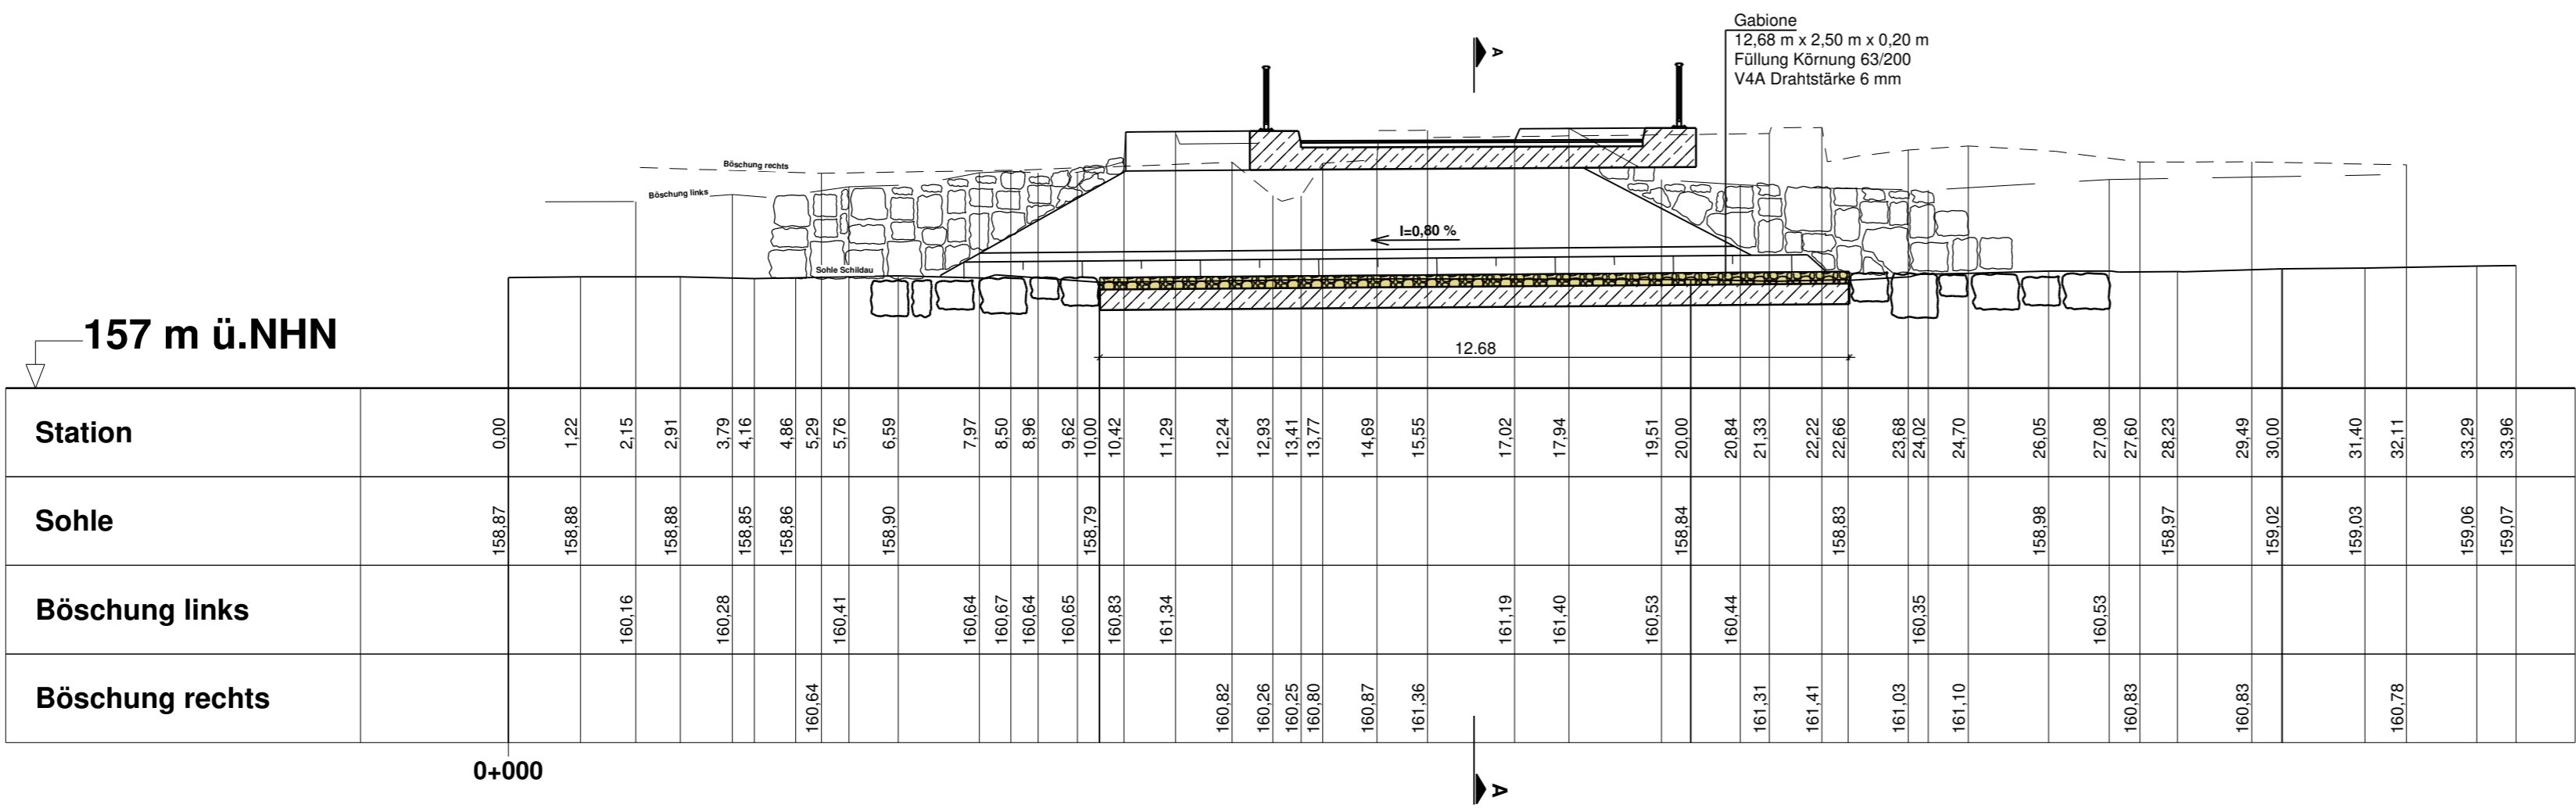 Gabione
12,68 m x 2,50 m x 0,20 m
Füllung Körnung 63/200
V4A Drahtstärke 6 mm
A
Böschung rechts
Böschung links
I=0,80 %
Sohle Schildau
157 m ü.NHN
12.68
Station 0,00 1,22 2,15 2,91 3,79 4,16 4,86 5,29 5,76 6,59 7,97 8,50 8,96 9,62 10,00 10,42 11,29 12,24 12,93 13,41 13,77 14,69 15,55 17,02 17,94 19,51 20,00 20,84 21,33 22,22 22,66 23,68 24,02 24,70 26,05 27,08 27,60 28,23 29,49 30,00 31,40 32,11 33,29 33,96
Sohle 158,87 158,88 158,88 158,85 158,86 158,90 158,79 158,84 158,83 158,98 158,97 159,02 159,03 159,06 159,07
Böschung links 160,16 160,28 160,41 160,64 160,67 160,64 160,65 160,83 161,34 161,19 161,40 160,53 160,44 160,35 160,53
Böschung rechts 160,64 160,82 160,26 160,25 160,80 160,87 161,36 161,31 161,41 161,03 161,10 160,83 160,83 160,78
0+000
A